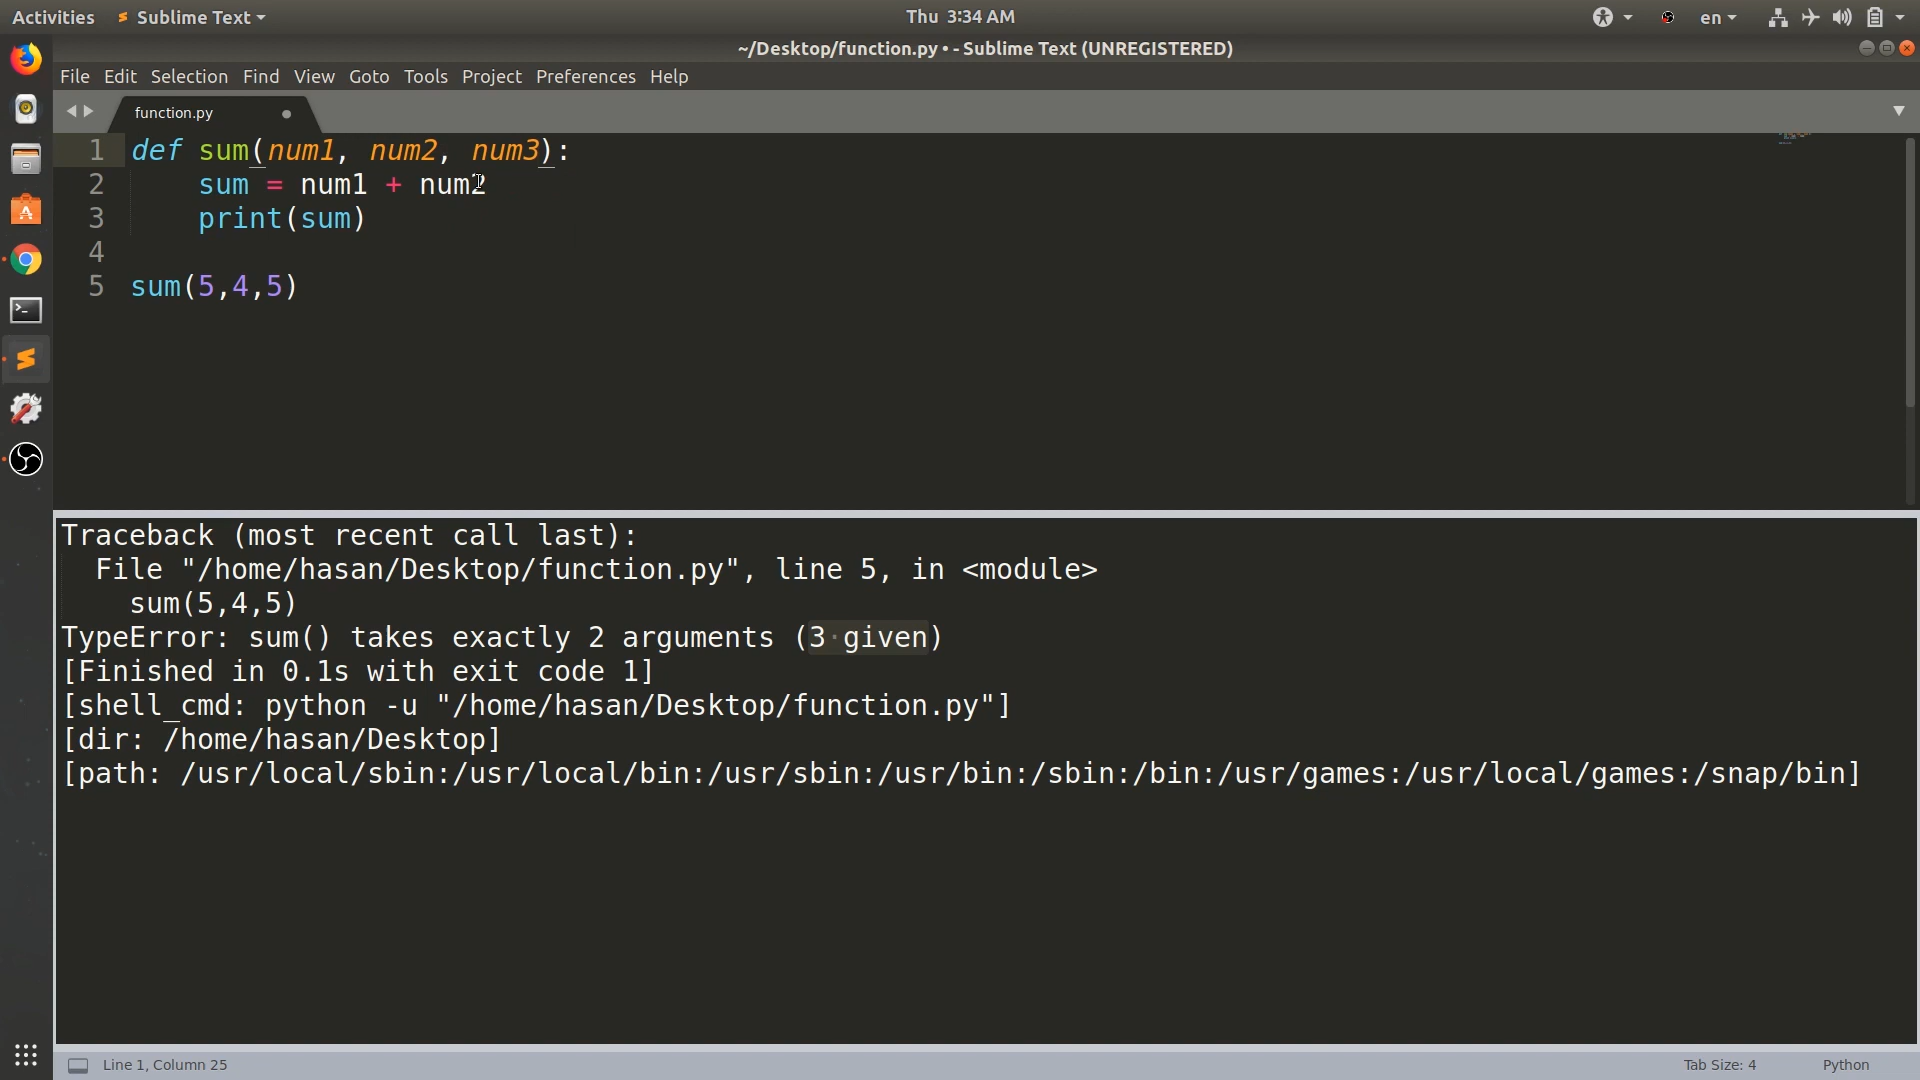 Activities Sublime Text Thu 3:34 AM en
~/Desktop/function.py • - Sublime Text (UNREGISTERED)
File Edit Selection Find View Goto Tools Project Preferences Help
function.py
1 def sum(num1, num2, num3):
2     sum = num1 + num2
3     print(sum)
4
5 sum(5,4,5)
Traceback (most recent call last):
  File "/home/hasan/Desktop/function.py", line 5, in <module>
    sum(5,4,5)
TypeError: sum() takes exactly 2 arguments (3 given)
[Finished in 0.1s with exit code 1]
[shell_cmd: python -u "/home/hasan/Desktop/function.py"]
[dir: /home/hasan/Desktop]
[path: /usr/local/sbin:/usr/local/bin:/usr/sbin:/usr/bin:/sbin:/bin:/usr/games:/usr/local/games:/snap/bin]
Line 1, Column 25 Tab Size: 4 Python